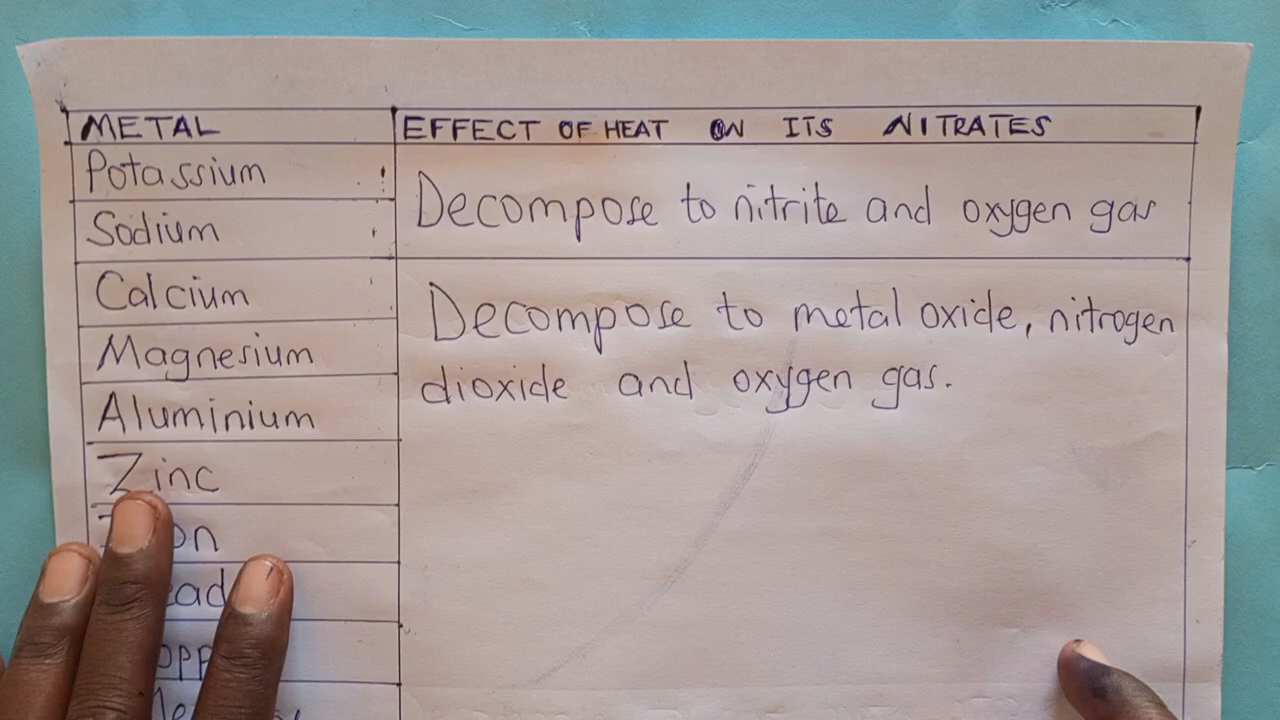 METAL
EFFECT OF HEAT ON ITS NITRATES
Potassium
Sodium
Decompose to nitrite and oxygen gas
Calcium
Magnesium
Aluminium
Zinc
Decompose to metal oxide, nitrogen
dioxide and oxygen gas.